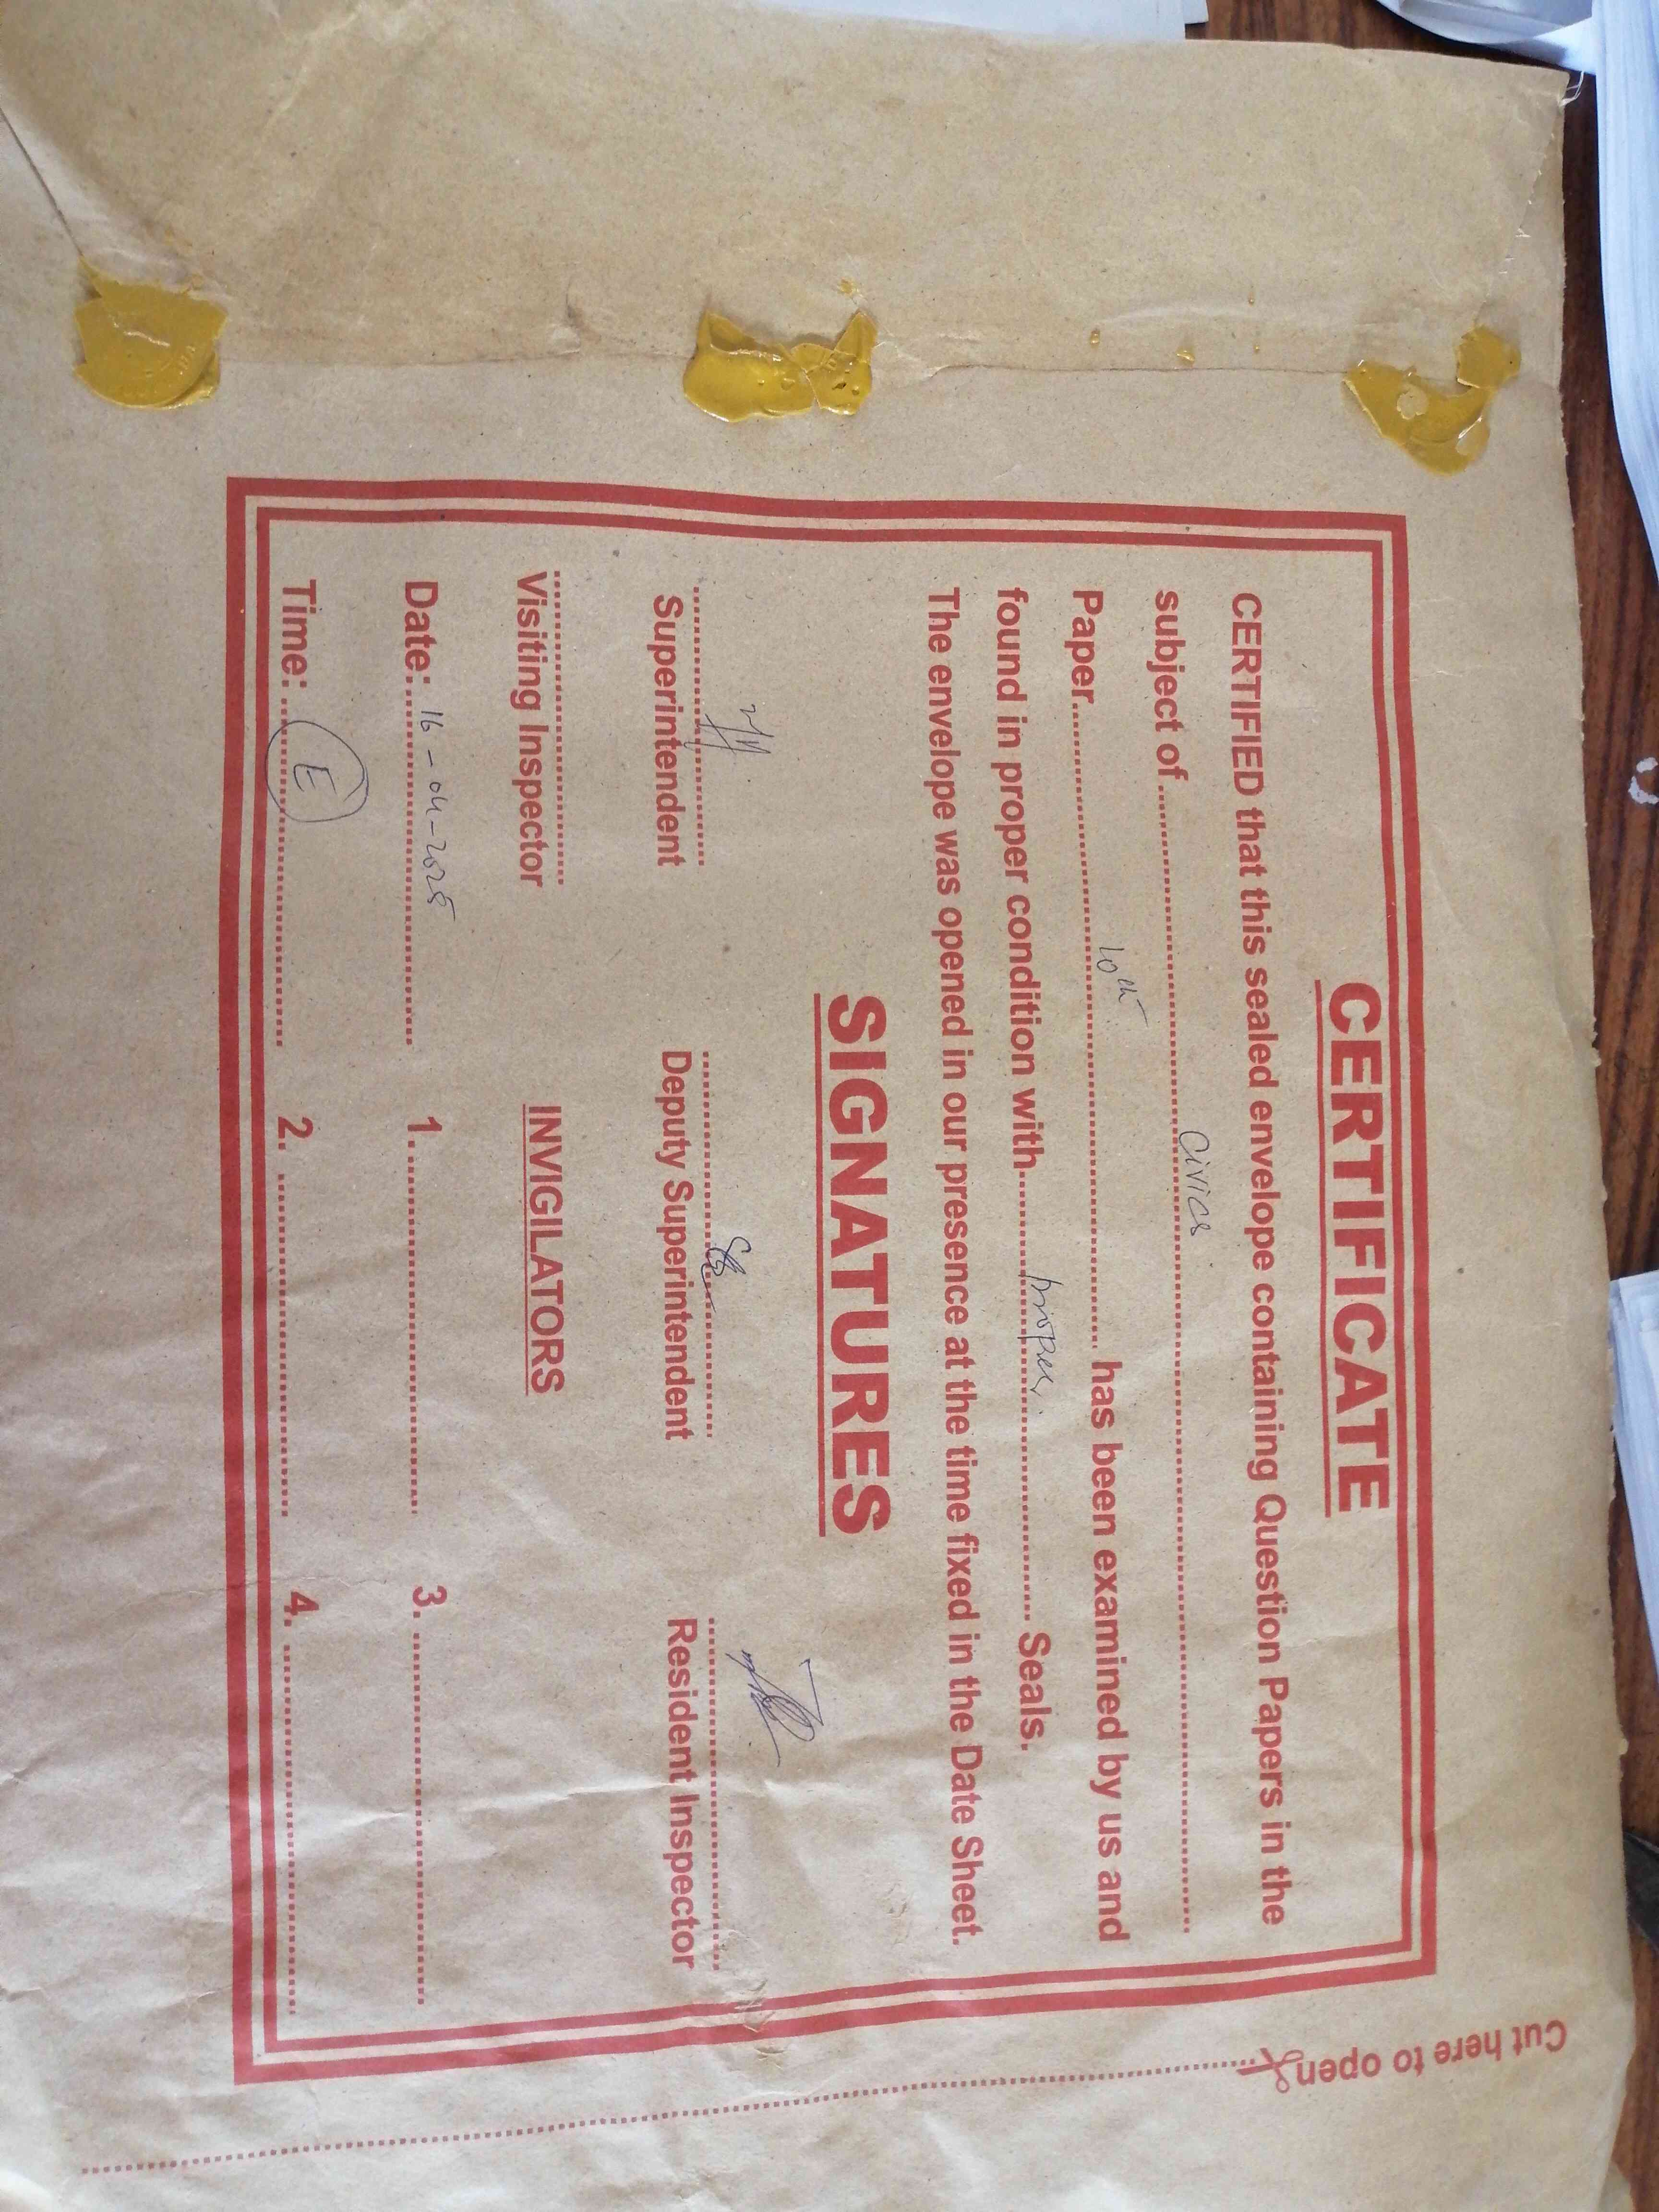 CERTIFICATE
CERTIFIED that this sealed envelope containing Question Papers in the
subject of.......... Civics ..........
Paper.......... 10th .......... has been examined by us and
found in proper condition with.......... proper. .......... Seals.
The envelope was opened in our presence at the time fixed in the Date Sheet.
SIGNATURES
Superintendent Deputy Superintendent Resident Inspector
Visiting Inspector INVIGILATORS
Date: 16-04-2025 1. .......... 3. ..........
Time: E 2. .......... 4. ..........
Cut here to open